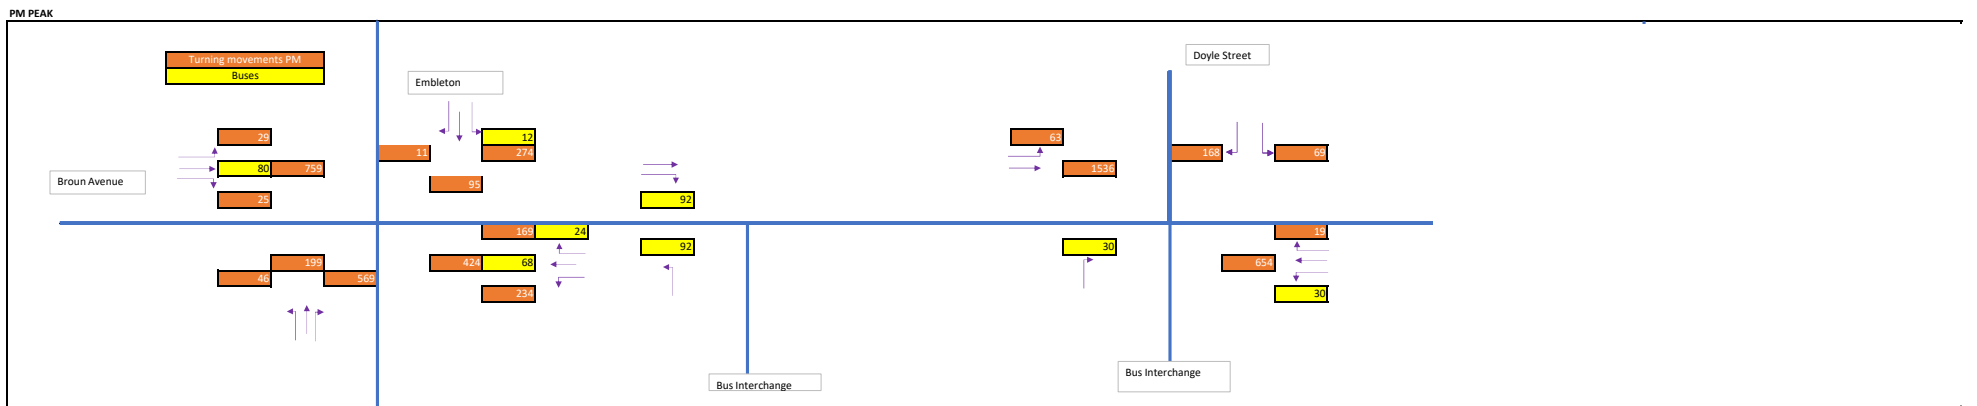 PM PEAK
Turning movements PM
Buses
Doyle Street
Embleton
29
12
63
11
274
168
69
80 759
1536
Broun Avenue
95
25
92
169 24
19
92
30
199
424 68
654
46 569
234
30
Bus Interchange
Bus Interchange